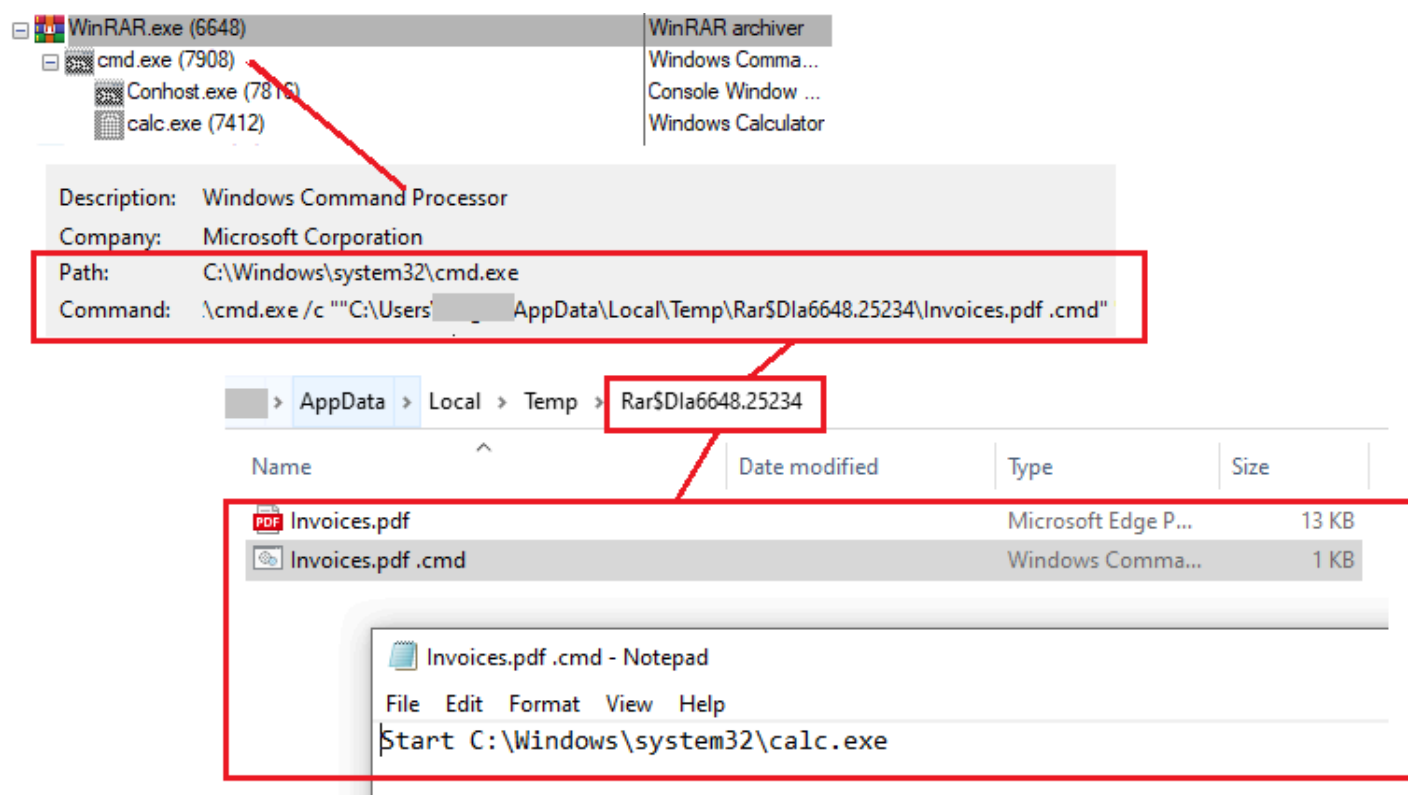 WinRAR.exe (6648) WinRAR archiver
cmd.exe (7908) Windows Comma...
Conhost.exe (7816) Console Window ...
calc.exe (7412) Windows Calculator
Description: Windows Command Processor
Company: Microsoft Corporation
Path: C:\Windows\system32\cmd.exe
Command: :\cmd.exe /c ""C:\Users\ AppData\Local\Temp\Rar$DIa6648.25234\Invoices.pdf .cmd"
> AppData > Local > Temp > Rar$DIa6648.25234
Name Date modified Type Size
PDF Invoices.pdf Microsoft Edge P... 13 KB
Invoices.pdf .cmd Windows Comma... 1 KB
Invoices.pdf .cmd - Notepad
File Edit Format View Help
Start C:\Windows\system32\calc.exe